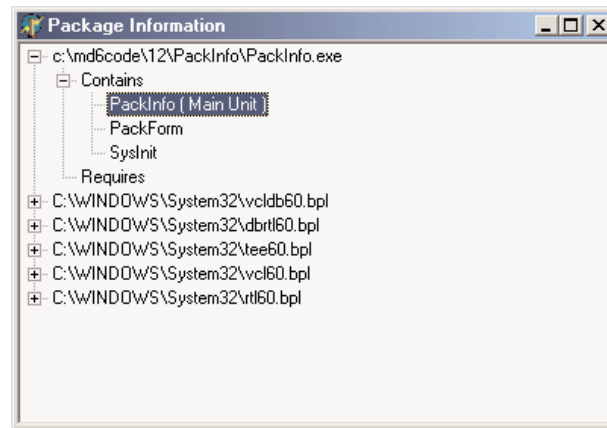 Package Information
c:\md6code\12\PackInfo\PackInfo.exe
Contains
PackInfo ( Main Unit )
PackForm
SysInit
Requires
C:\WINDOWS\System32\vcldb60.bpl
C:\WINDOWS\System32\dbrtl60.bpl
C:\WINDOWS\System32\tee60.bpl
C:\WINDOWS\System32\vcl60.bpl
C:\WINDOWS\System32\rtl60.bpl